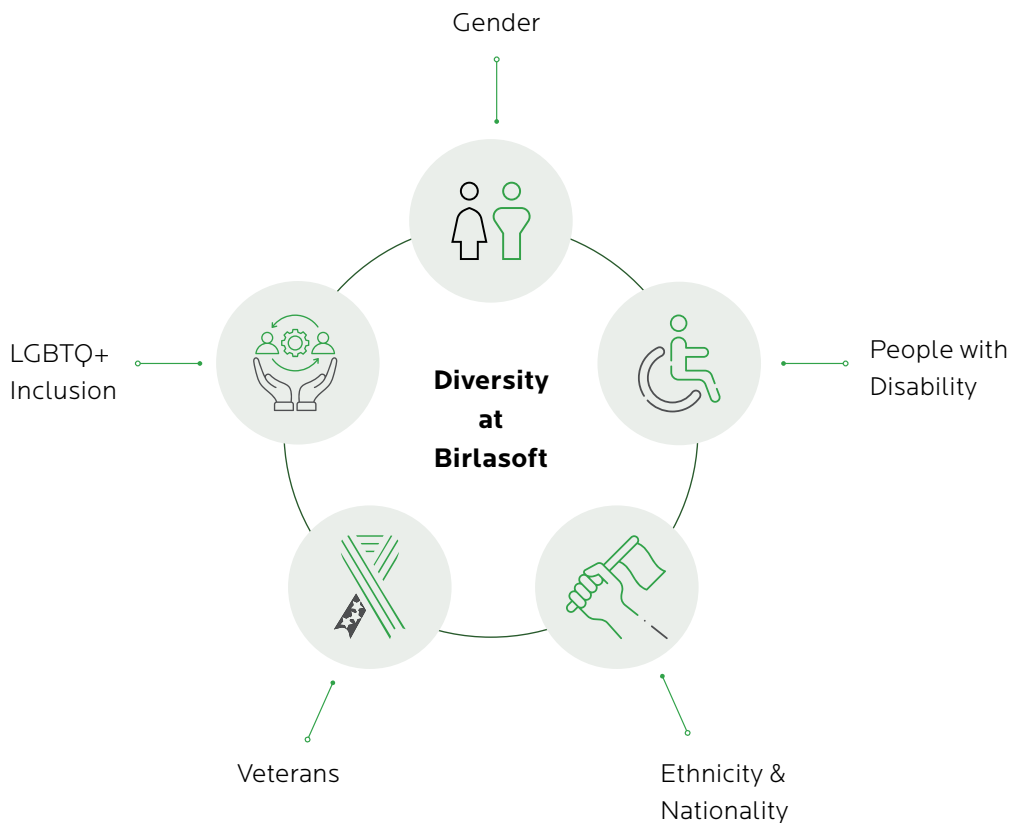 Gender
LGBTQ+
Inclusion
People with
Disability
Diversity
at
Birlasoft
Veterans
Ethnicity &
Nationality